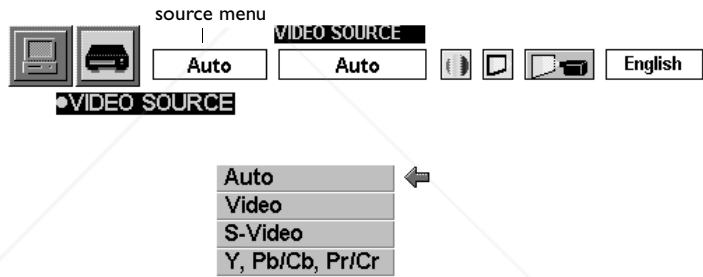 source menu
VIDEO SOURCE
Auto Auto English
●VIDEO SOURCE
Auto
Video
S-Video
Y, Pb/Cb, Pr/Cr